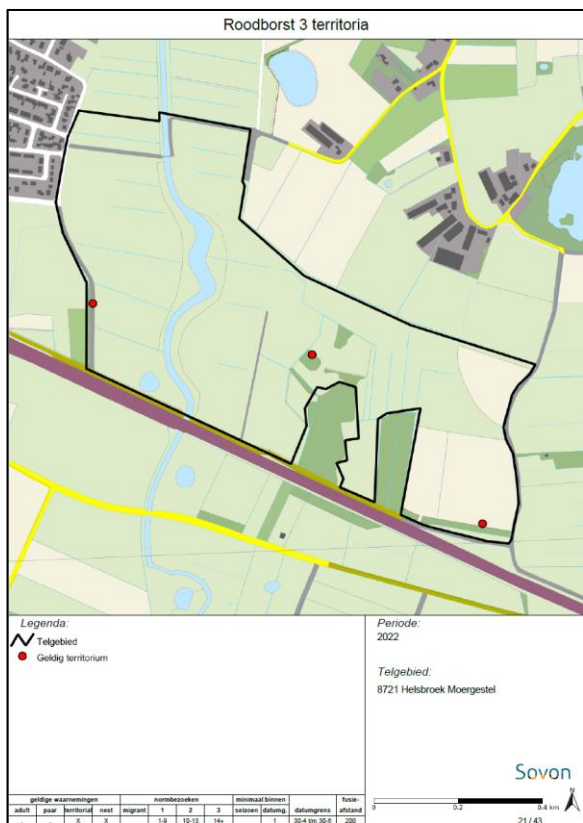 Roodborst 3 territoria
Legenda:
Telgebied
Geldig territorium
Periode:
2022
Telgebied:
8721 Helsbroek Moergestel
Sovon
0 0.2 0.4 km
21 / 43
geldige waarnemingen normbezoeken minimaal binnen fusie-
adult paar territorial nest migrant 1 2 3 seizoen datumg. datumgrens afstand
. . X X 1-9 10-13 14+ 1 30-4 t/m 30-6 200